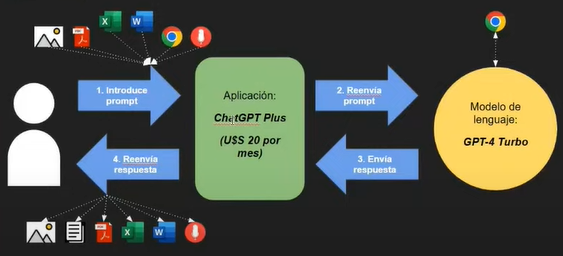 1. Introduce
prompt
Aplicación:
ChatGPT Plus
(U$S 20 por
mes)
2. Reenvía
prompt
Modelo de
lenguaje:
GPT-4 Turbo
4. Reenvía
respuesta
3. Envía
respuesta